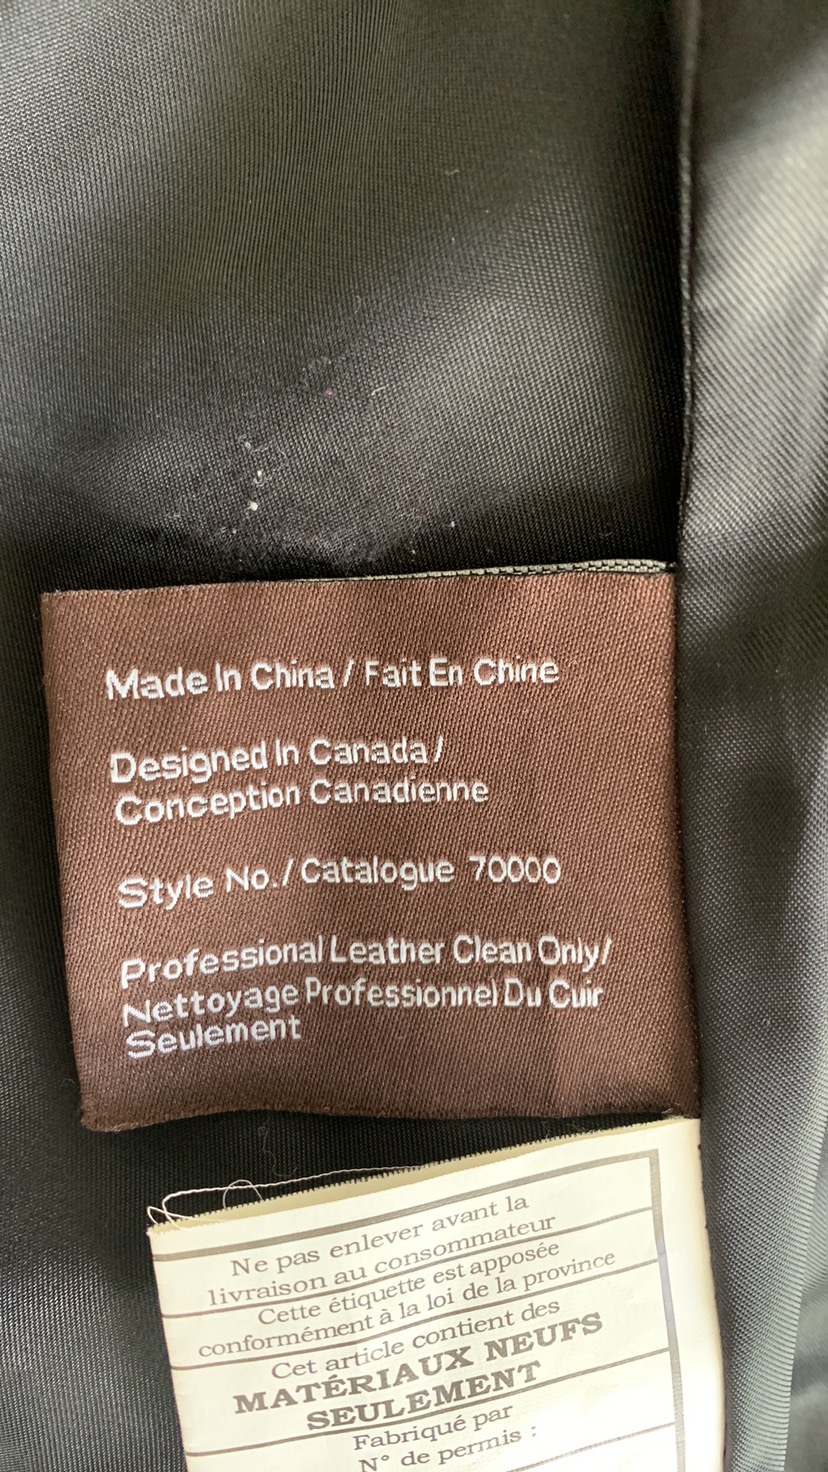 Made In China / Fait En Chine
Designed In Canada /
Conception Canadienne
Style No. / Catalogue 70000
Professional Leather Clean Only/
Nettoyage Professionnel Du Cuir
Seulement
Ne pas enlever avant la
livraison au consommateur
Cette étiquette est apposée
conformément à la loi de la province
Cet article contient des
MATÉRIAUX NEUFS
SEULEMENT
Fabriqué par
N° de permis :